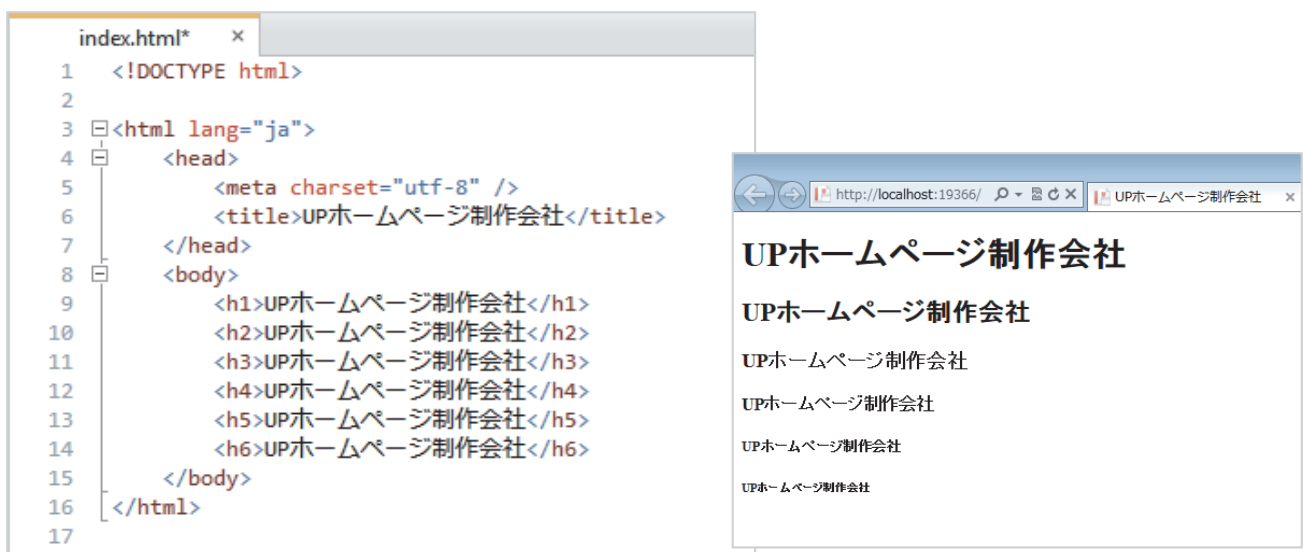 index.html* ×
1 <!DOCTYPE html>
2
3 <html lang="ja">
4 <head>
5 <meta charset="utf-8" />
6 <title>UPホームページ制作会社</title>
7 </head>
8 <body>
9 <h1>UPホームページ制作会社</h1>
10 <h2>UPホームページ制作会社</h2>
11 <h3>UPホームページ制作会社</h3>
12 <h4>UPホームページ制作会社</h4>
13 <h5>UPホームページ制作会社</h5>
14 <h6>UPホームページ制作会社</h6>
15 </body>
16 </html>
17
http://localhost:19366/ UPホームページ制作会社 ×
UPホームページ制作会社
UPホームページ制作会社
UPホームページ制作会社
UPホームページ制作会社
UPホームページ制作会社
UPホームページ制作会社